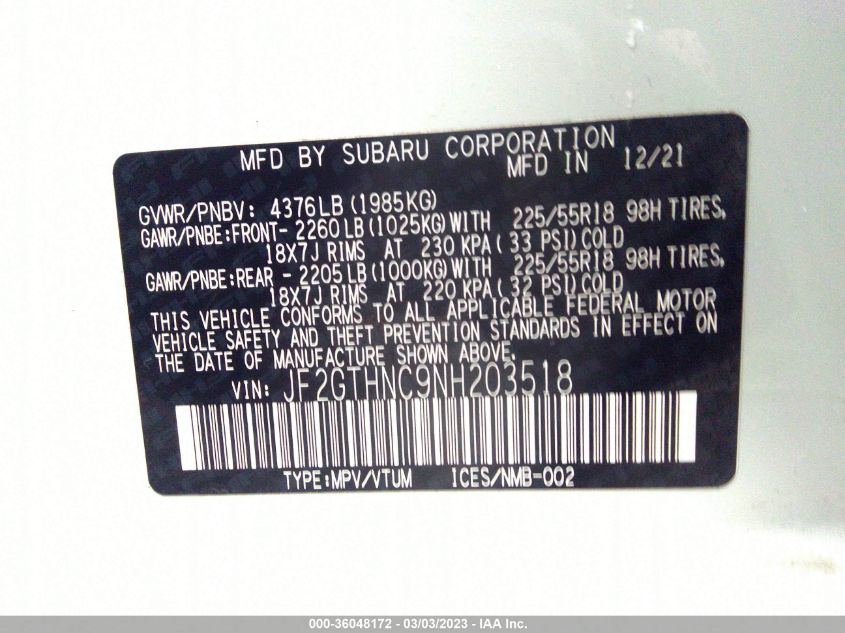 MFD BY SUBARU CORPORATION
MFD IN 12/21
GVWR/PNBV: 4376LB (1985KG)
GAWR/PNBE:FRONT- 2260 LB (1025KG) WITH 225/55R18 98H TIRES,
18X7J RIMS AT 230 KPA ( 33 PSI) COLD
GAWR/PNBE:REAR - 2205 LB (1000KG) WITH 225/55R18 98H TIRES,
18X7J RIMS AT 220 KPA ( 32 PSI) COLD
THIS VEHICLE CONFORMS TO ALL APPLICABLE FEDERAL MOTOR
VEHICLE SAFETY AND THEFT PREVENTION STANDARDS IN EFFECT ON
THE DATE OF MANUFACTURE SHOWN ABOVE.
VIN: JF2GTHNC9NH203518
TYPE:MPV/VTUM ICES/NMB-002
000-36048172 - 03/03/2023 - IAA Inc.